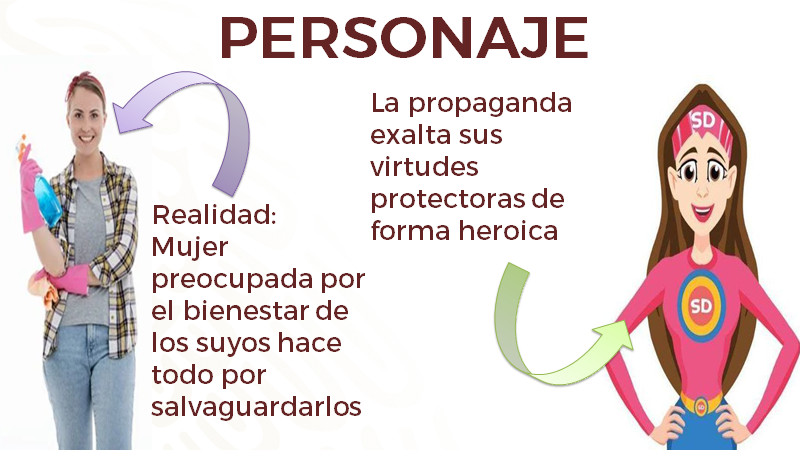 PERSONAJE
La propaganda
exalta sus
virtudes
protectoras de
forma heroica
Realidad:
Mujer
preocupada por
el bienestar de
los suyos hace
todo por
salvaguardarlos
SD
SD
SD